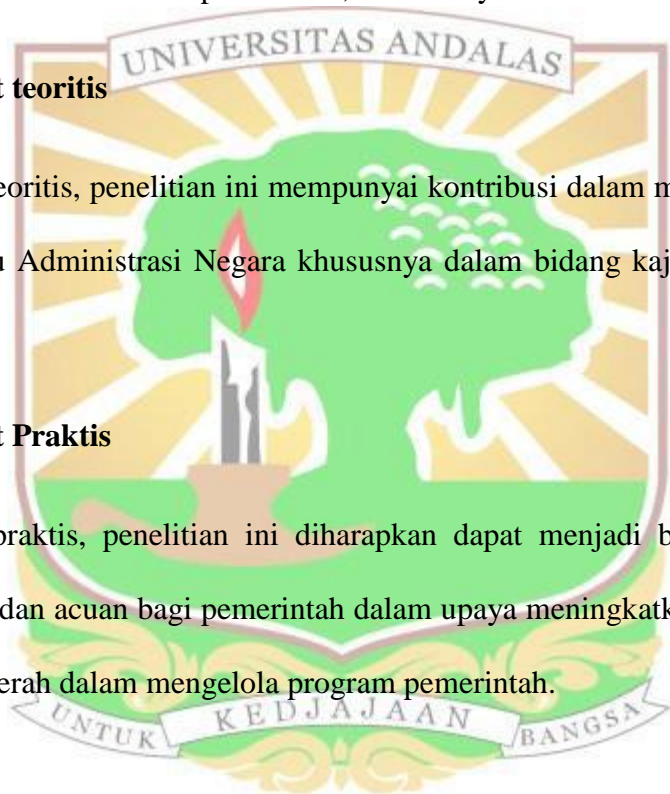 UNIVERSITAS ANDALAS
t teoritis
eoritis, penelitian ini mempunyai kontribusi dalam m
u Administrasi Negara khususnya dalam bidang kaj
t Praktis
praktis, penelitian ini diharapkan dapat menjadi b
dan acuan bagi pemerintah dalam upaya meningkatk
erah dalam mengelola program pemerintah.
UNTUK KEDJAJAAN BANGSA